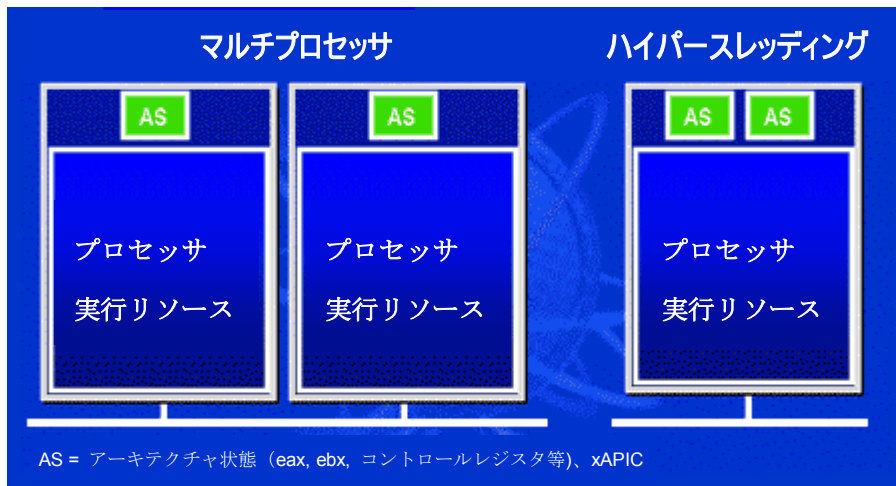 マルチプロセッサ
ハイパースレッディング
AS
AS
AS
AS
プロセッサ
実行リソース
プロセッサ
実行リソース
プロセッサ
実行リソース
AS = アーキテクチャ状態（eax, ebx, コントロールレジスタ等)、xAPIC